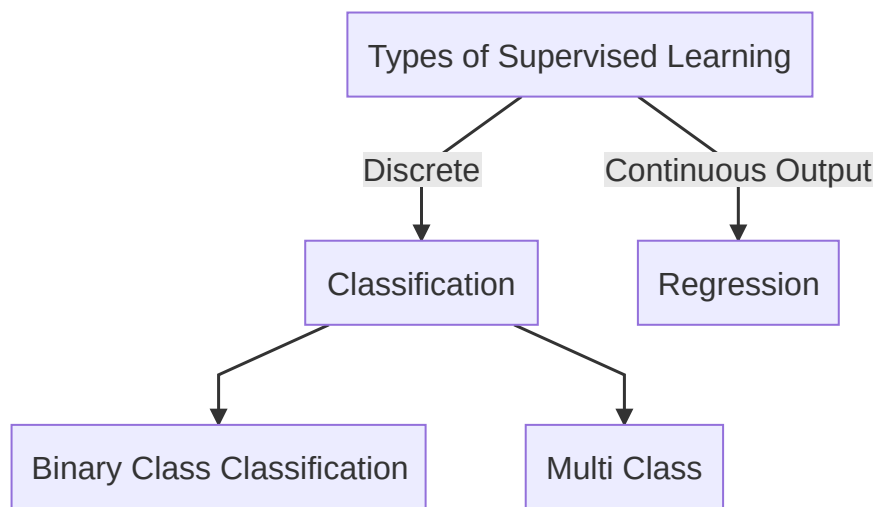 Types of Supervised Learning
Discrete
Continuous Output
Classification
Regression
Binary Class Classification
Multi Class